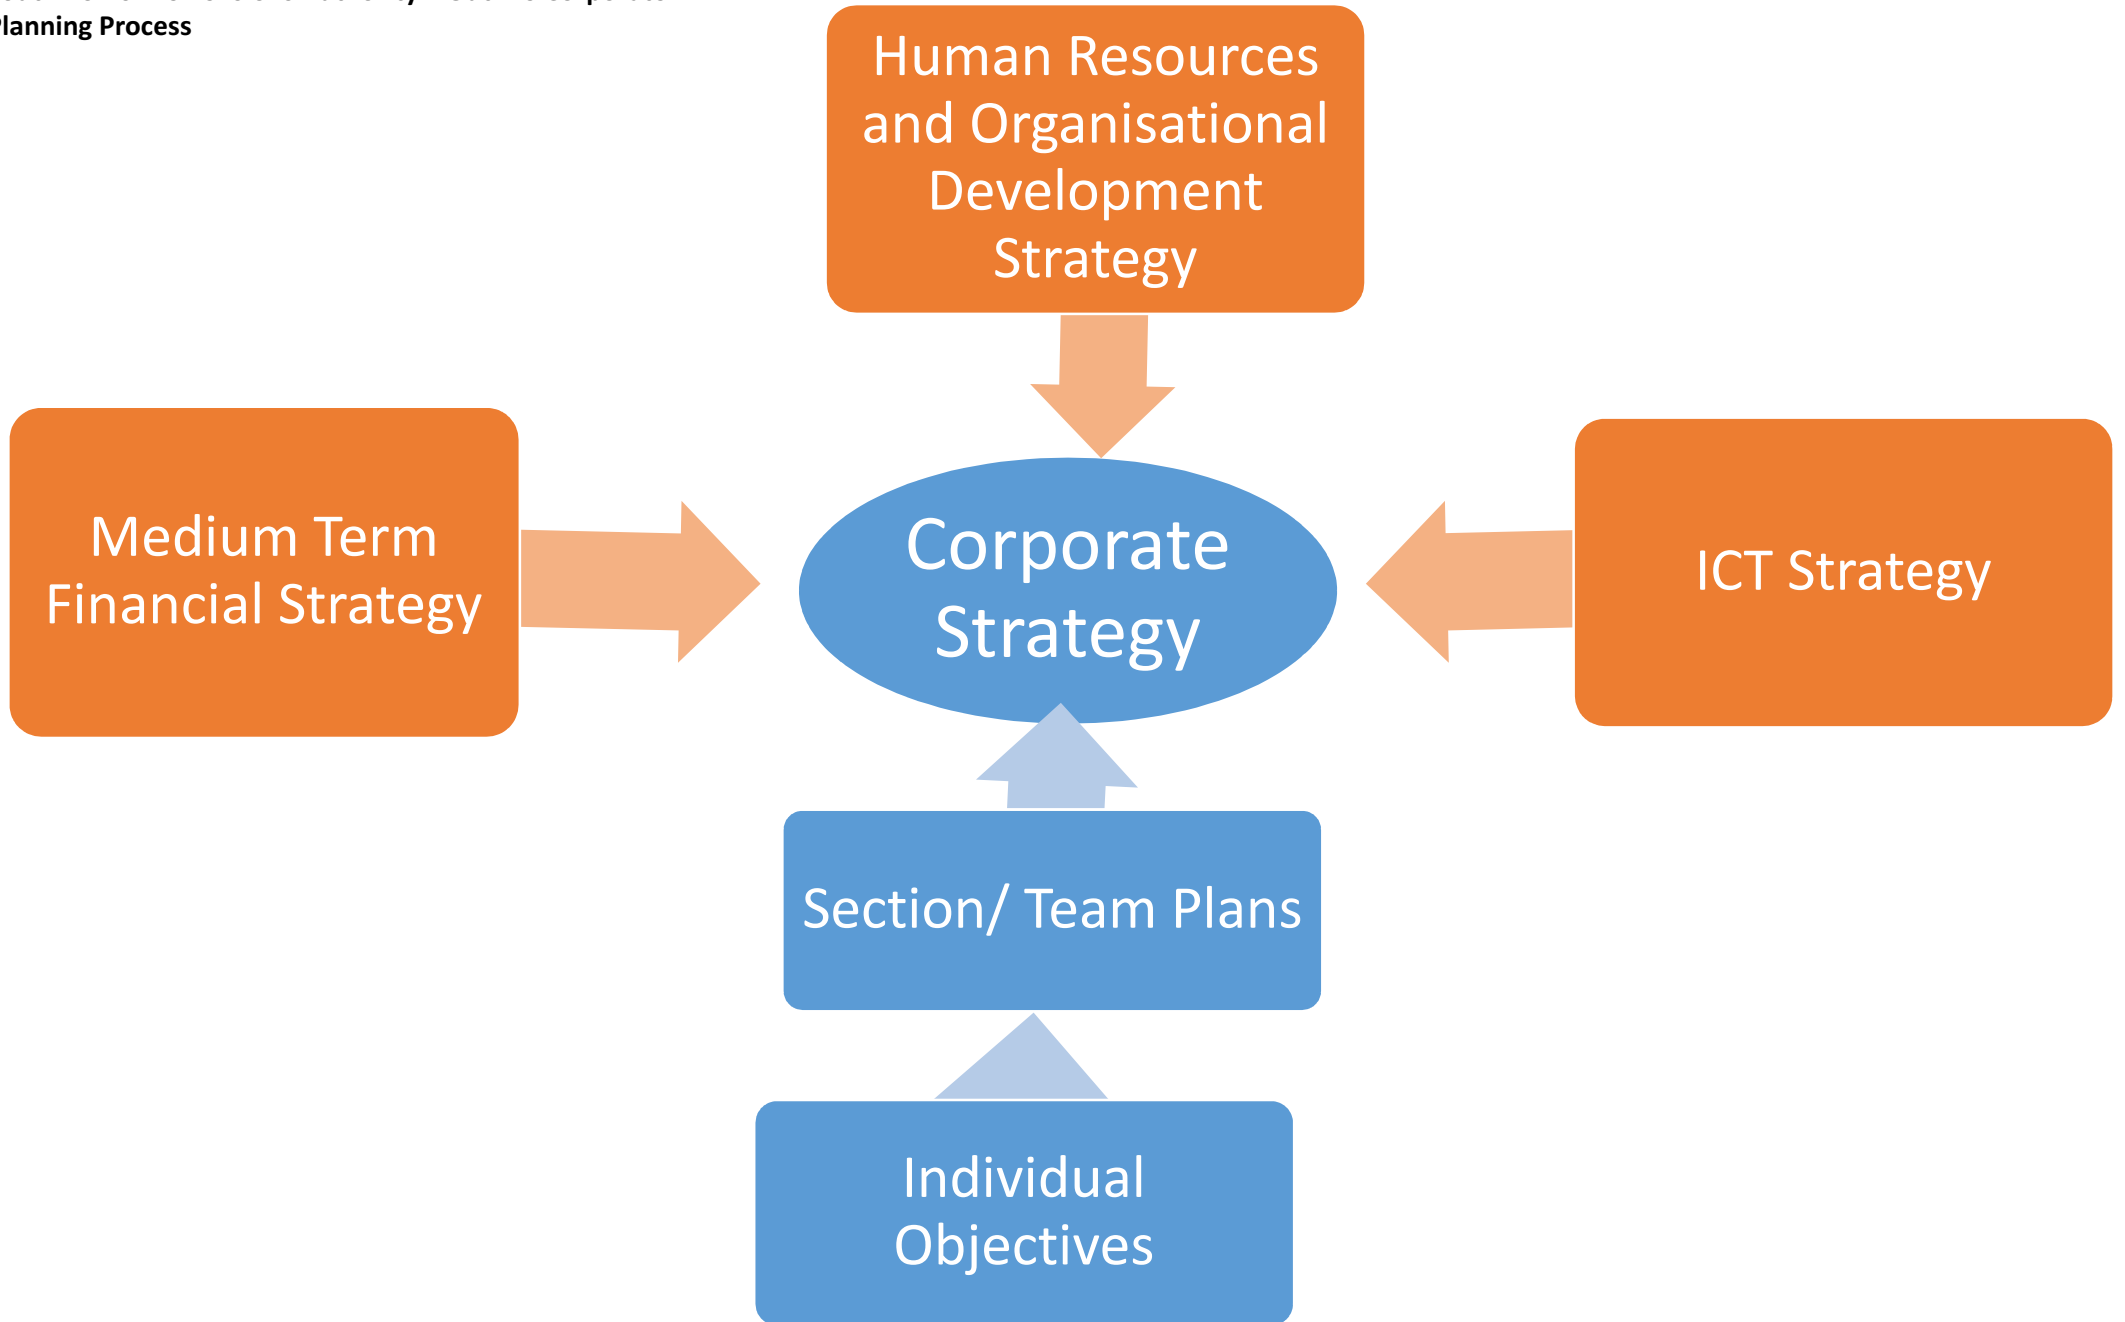 Planning Process
Human Resources
and Organisational
Development
Strategy
Medium Term
Financial Strategy
Corporate
Strategy
ICT Strategy
Section/ Team Plans
Individual
Objectives